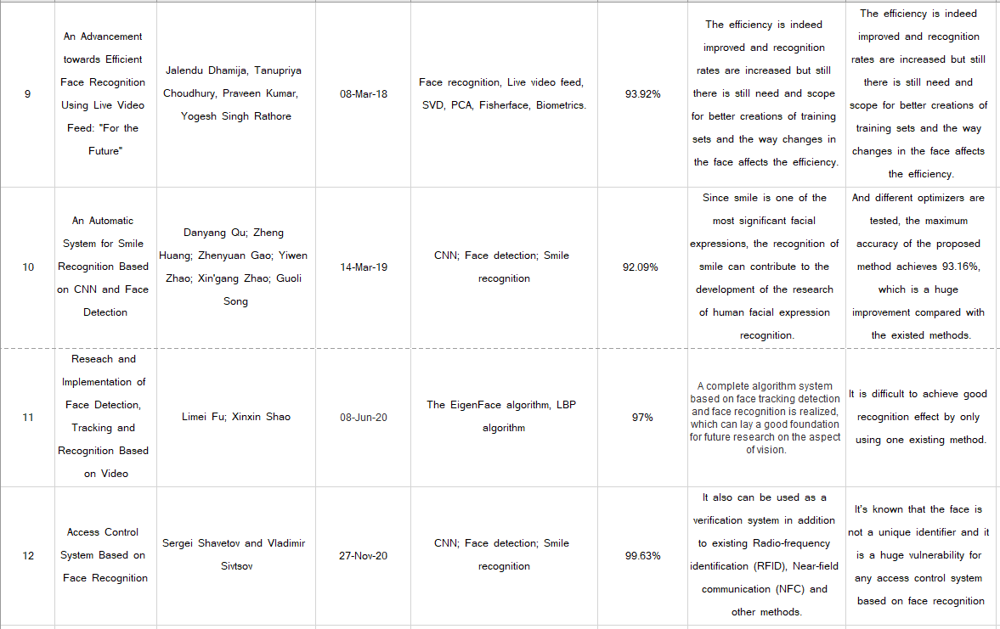 9
An Advancement
towards Efficient
Face Recognition
Using Live Video
Feed: "For the
Future"
Jalendu Dhamija, Tanupriya
Choudhury, Praveen Kumar,
Yogesh Singh Rathore
08-Mar-18
Face recognition, Live video feed,
SVD, PCA, Fisherface, Biometrics.
93.92%
The efficiency is indeed
improved and recognition
rates are increased but still
there is still need and scope
for better creations of training
sets and the way changes in
the face affects the efficiency.
The efficiency is indeed
improved and recognition
rates are increased but still
there is still need and
scope for better creations of
training sets and the way
changes in the face affects
the efficiency.
10
An Automatic
System for Smile
Recognition Based
on CNN and Face
Detection
Danyang Qu; Zheng
Huang; Zhenyuan Gao; Yiwen
Zhao; Xin'gang Zhao; Guoli
Song
14-Mar-19
CNN; Face detection; Smile
recognition
92.09%
Since smile is one of the
most significant facial
expressions, the recognition of
smile can contribute to the
development of the research
of human facial expression
recognition.
And different optimizers are
tested, the maximum
accuracy of the proposed
method achieves 93.16%,
which is a huge
improvement compared with
the existed methods.
11
Reseach and
Implementation of
Face Detection,
Tracking and
Recognition Based
on Video
Limei Fu; Xinxin Shao
08-Jun-20
The EigenFace algorithm, LBP
algorithm
97%
A complete algorithm system
based on face tracking detection
and face recognition is realized,
which can lay a good foundation
for future research on the aspect
of vision.
It is difficult to achieve good
recognition effect by only
using one existing method.
12
Access Control
System Based on
Face Recognition
Sergei Shavetov and Vladimir
Sivtsov
27-Nov-20
CNN; Face detection; Smile
recognition
99.63%
It also can be used as a
verification system in addition
to existing Radio-frequency
identification (RFID), Near-field
communication (NFC) and
other methods.
It's known that the face is
not a unique identifier and it
is a huge vulnerability for
any access control system
based on face recognition